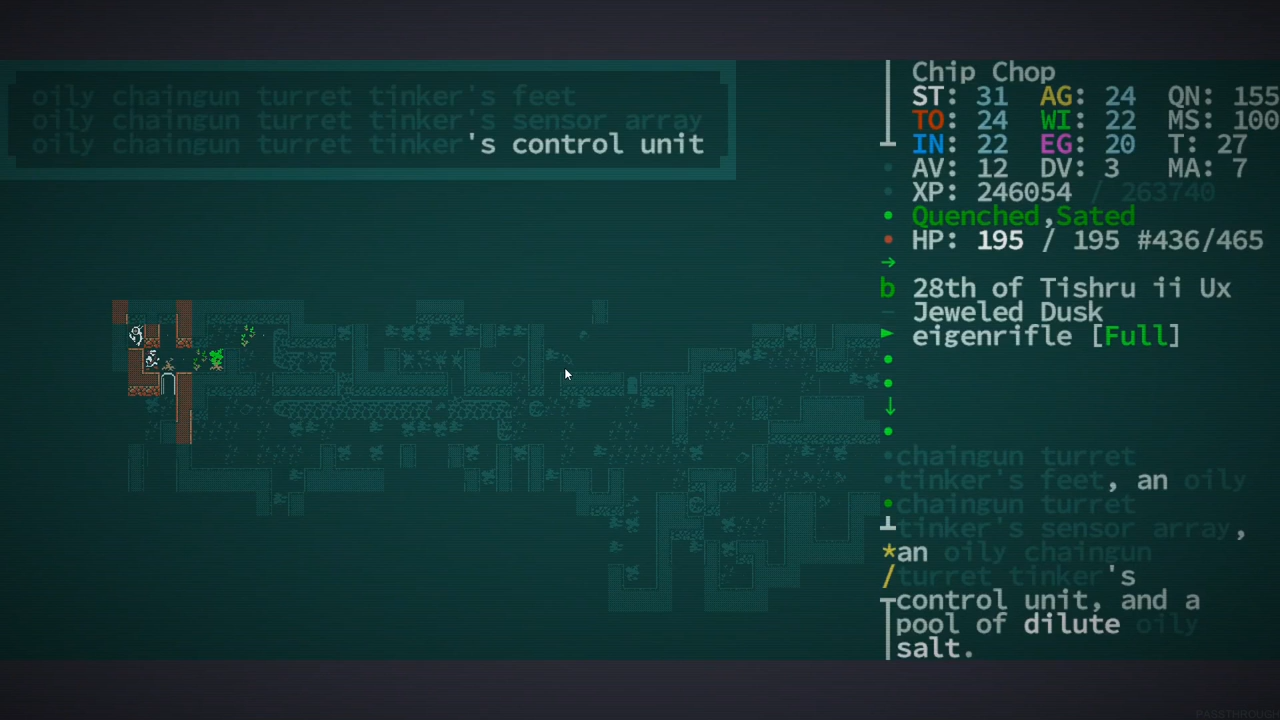 oily chaingun turret tinker's feet
oily chaingun turret tinker's sensor array
oily chaingun turret tinker's control unit
Chip Chop
ST: 31 AG: 24 QN: 155
TO: 24 WI: 22 MS: 100
IN: 22 EG: 20 T: 27
AV: 12 DV: 3 MA: 7
XP: 246054 / 263740
Quenched,Sated
HP: 195 / 195 #436/465
b 28th of Tishru ii Ux
Jeweled Dusk
eigenrifle [Full]
chaingun turret
tinker's feet, an oily
chaingun turret
tinker's sensor array,
*an oily chaingun
/turret tinker's
control unit, and a
pool of dilute oily
salt.